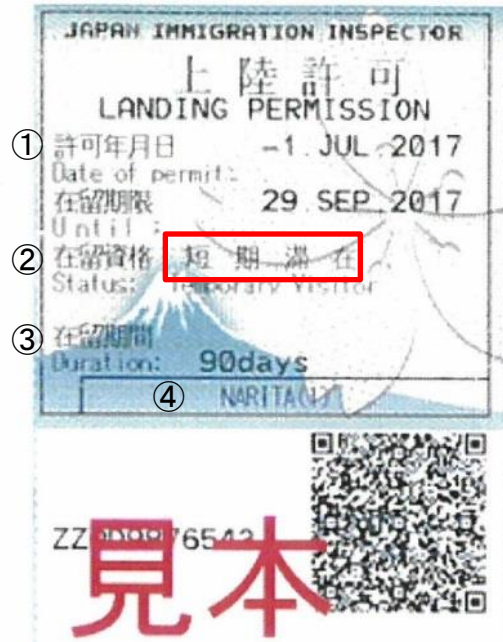 JAPAN IMMIGRATION INSPECTOR
上陸許可
LANDING PERMISSION
① 許可年月日 -1. JUL. 2017
Date of permit:
在留期限 29. SEP. 2017
Until :
② 在留資格 短期滞在
Status: Temporary Visitor
③ 在留期間
Duration: 90days
④ NARITA(1)
見本